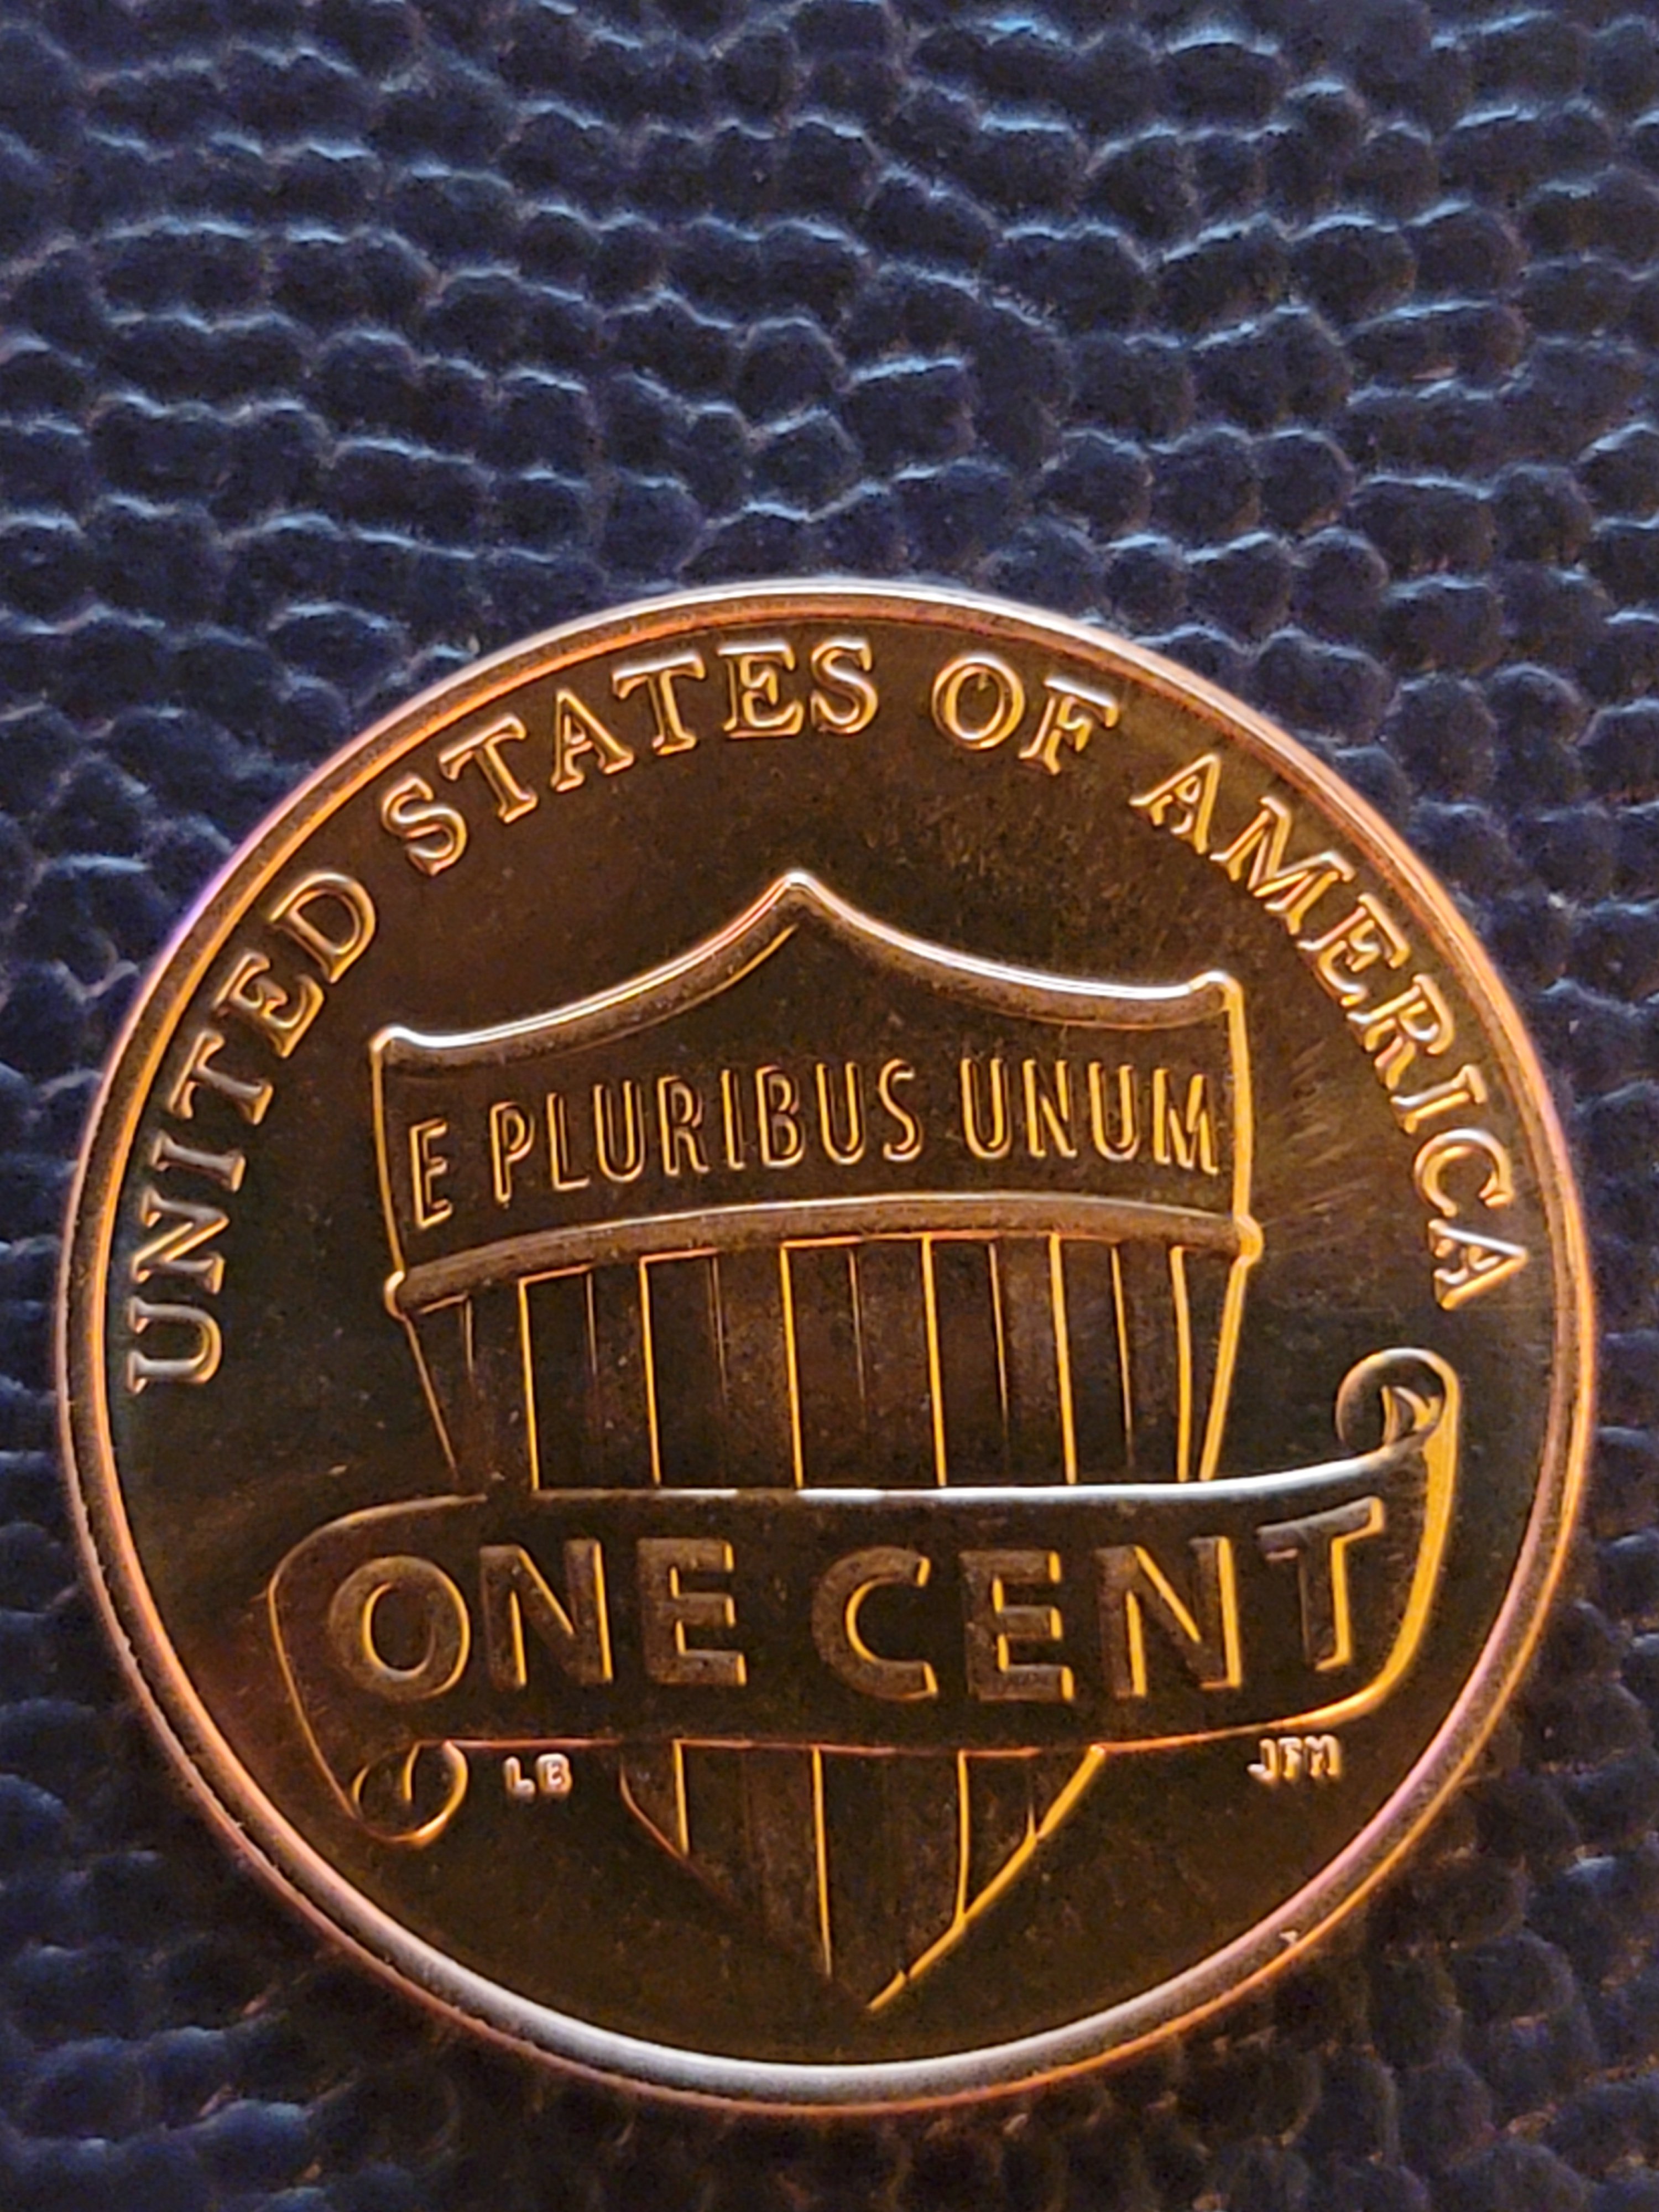 UNITED STATES OF AMERICA
E PLURIBUS UNUM
ONE CENT
LB
JFM